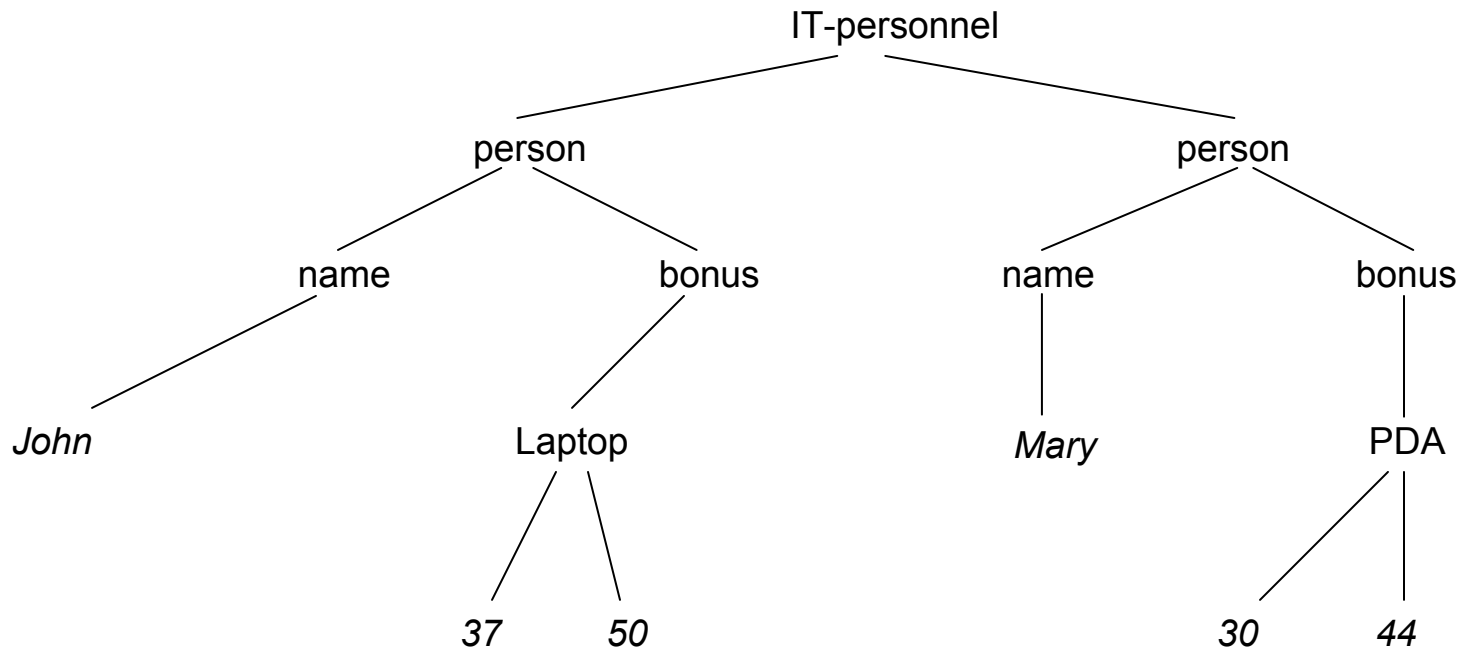 IT-personnel
person person
name bonus name bonus
John Laptop Mary PDA
37 50 30 44